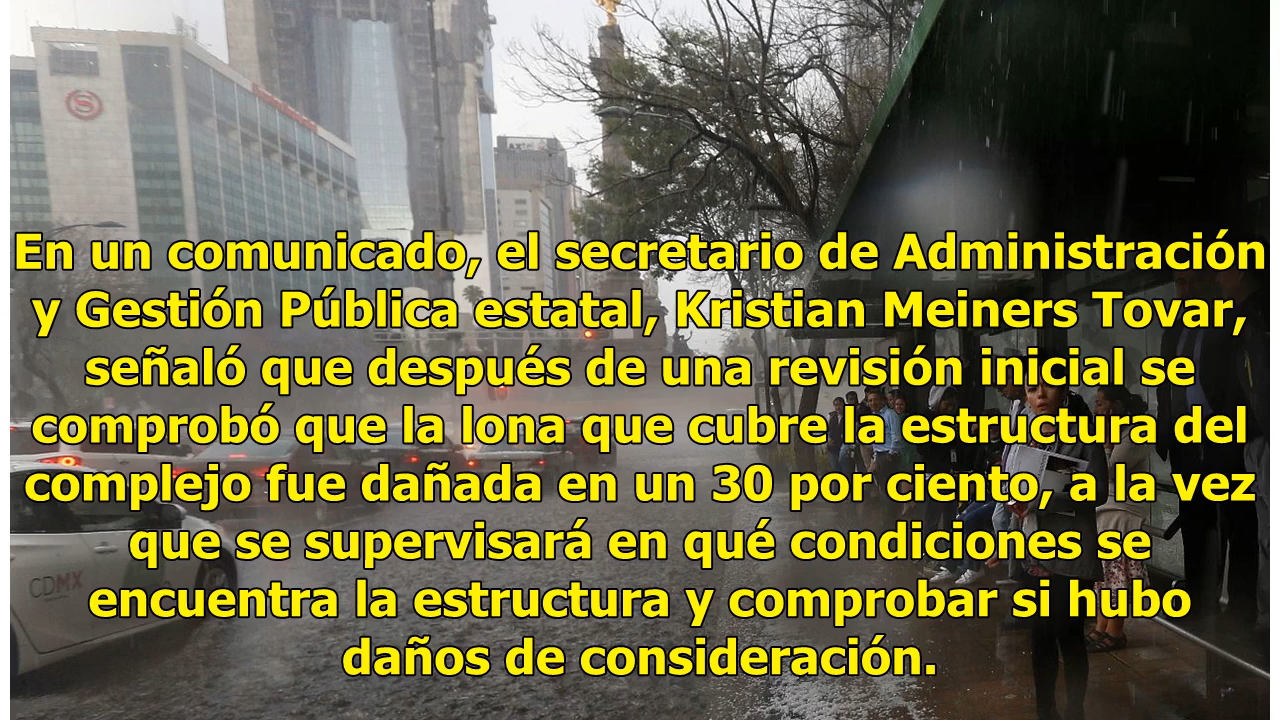 En un comunicado, el secretario de Administración
y Gestión Pública estatal, Kristian Meiners Tovar,
señaló que después de una revisión inicial se
comprobó que la lona que cubre la estructura del
complejo fue dañada en un 30 por ciento, a la vez
que se supervisará en qué condiciones se
encuentra la estructura y comprobar si hubo
daños de consideración.
CDMX